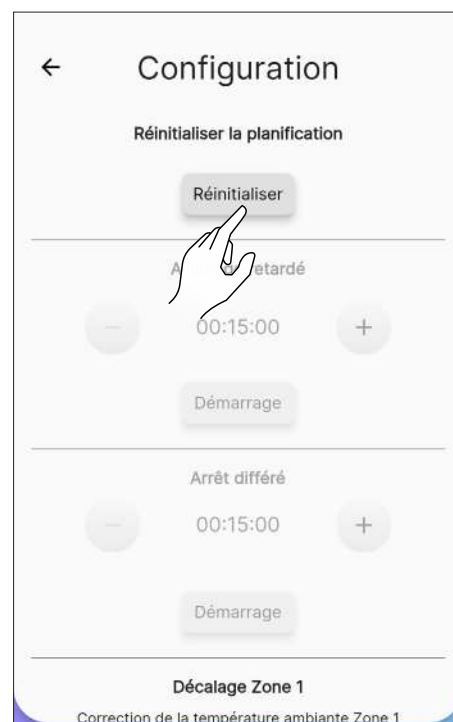 ← Configuration
Réinitialiser la planification
Réinitialiser
etardé
− 00:15:00 +
Démarrage
Arrêt différé
− 00:15:00 +
Démarrage
Décalage Zone 1
Correction de la température ambiante Zone 1